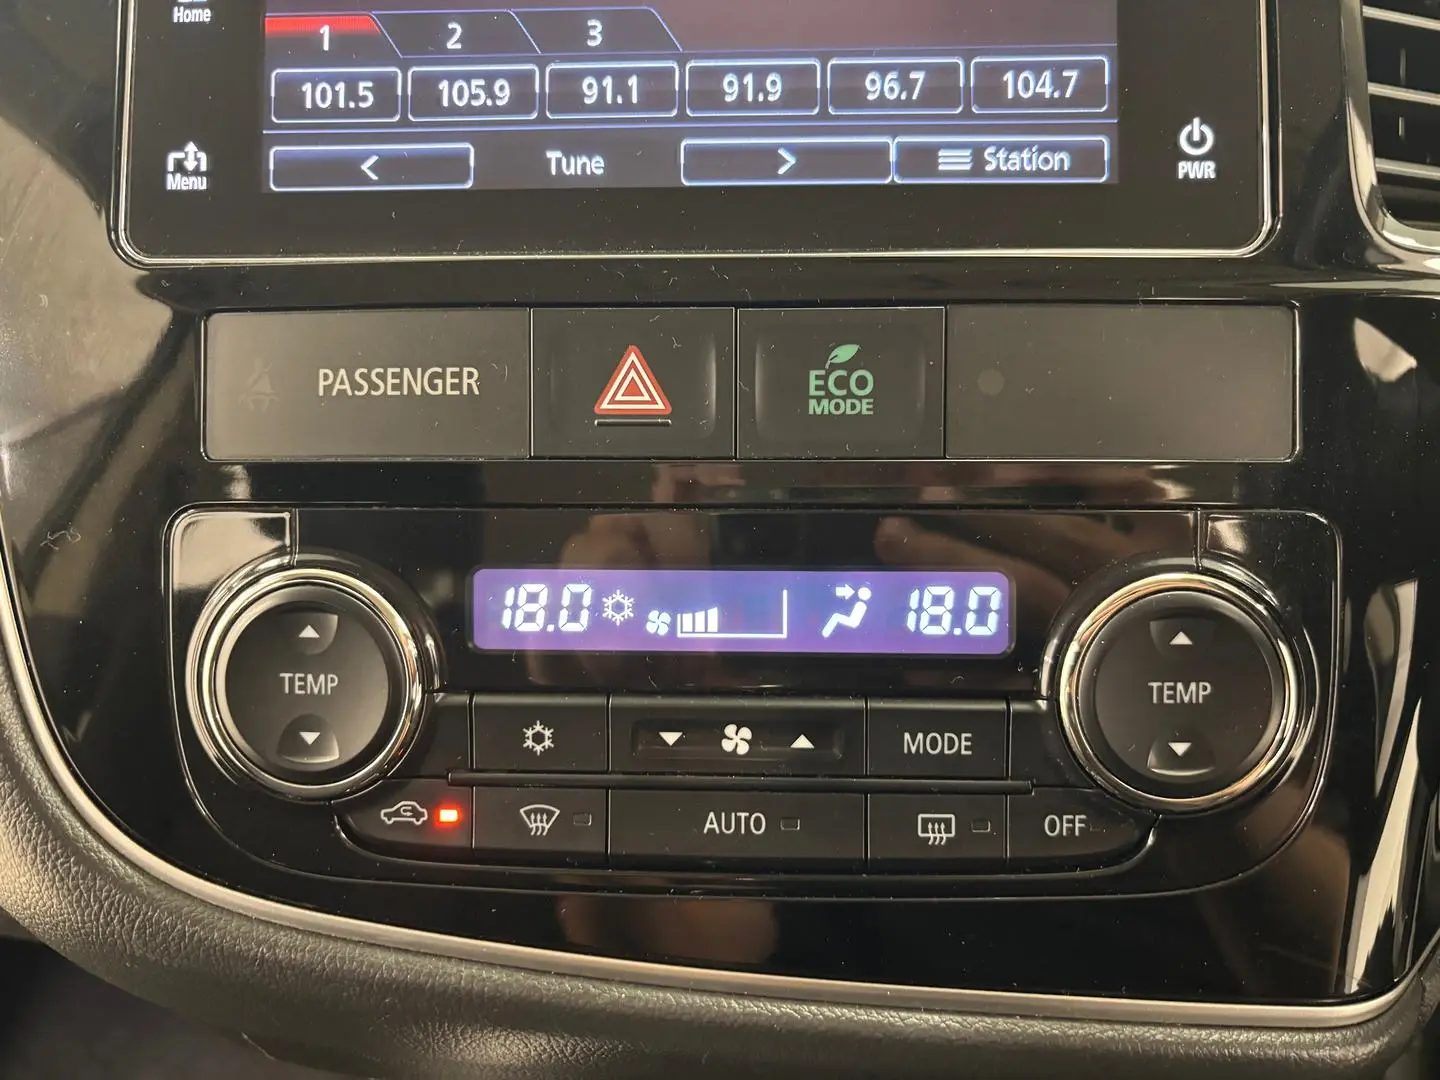 Home
1 2 3
101.5 105.9 91.1 91.9 96.7 104.7
Menu
< Tune > Station
PWR
PASSENGER
ECO
MODE
18.0 18.0
TEMP
MODE
TEMP
AUTO
OFF